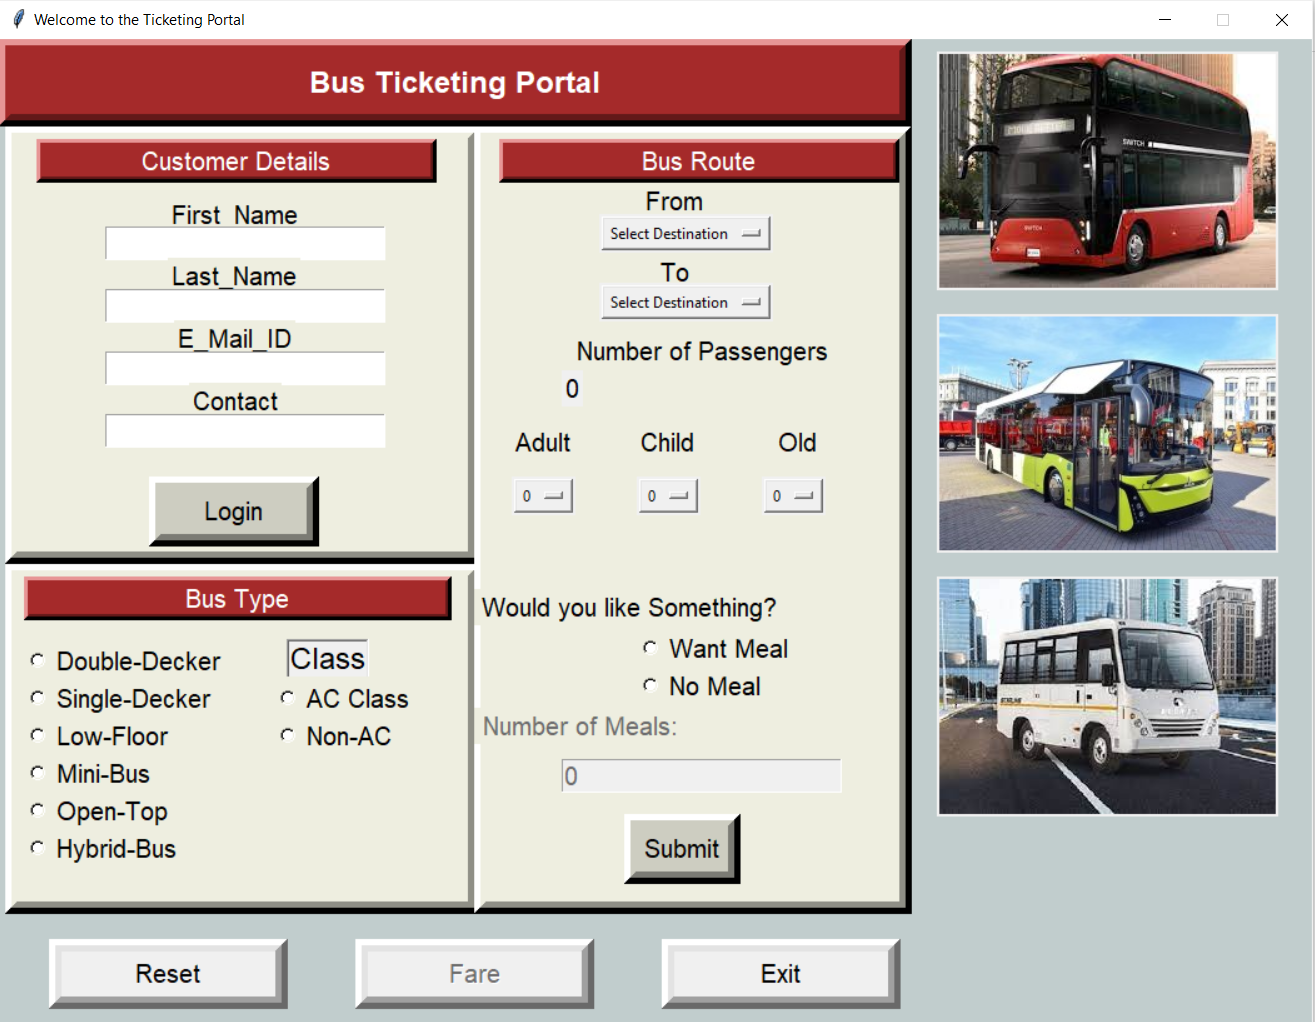 Welcome to the Ticketing Portal
Bus Ticketing Portal
Customer Details
First_Name
Last_Name
E_Mail_ID
Contact
Login
Bus Route
From
Select Destination
To
Select Destination
Number of Passengers
0
Adult Child Old
0 0 0
Would you like Something?
Want Meal
No Meal
Number of Meals:
0
Submit
Bus Type
Double-Decker
Single-Decker
Low-Floor
Mini-Bus
Open-Top
Hybrid-Bus
Class
AC Class
Non-AC
Reset Fare Exit
SWITCH
SWITCH